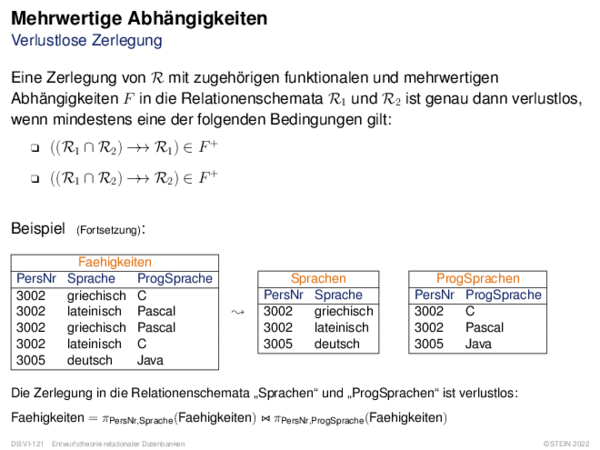 Mehrwertige Abhängigkeiten
Verlustlose Zerlegung
Eine Zerlegung von ℛ mit zugehörigen funktionalen und mehrwertigen
Abhängigkeiten F in die Relationenschemata ℛ₁ und ℛ₂ ist genau dann verlustlos,
wenn mindestens eine der folgenden Bedingungen gilt:
❑ ((ℛ₁ ∩ ℛ₂) →→ ℛ₁) ∈ F⁺
❑ ((ℛ₁ ∩ ℛ₂) →→ ℛ₂) ∈ F⁺
Beispiel (Fortsetzung):
Faehigkeiten
PersNr Sprache ProgSprache
3002 griechisch C
3002 lateinisch Pascal
3002 griechisch Pascal
3002 lateinisch C
3005 deutsch Java
⤳
Sprachen
PersNr Sprache
3002 griechisch
3002 lateinisch
3005 deutsch
ProgSprachen
PersNr ProgSprache
3002 C
3002 Pascal
3005 Java
Die Zerlegung in die Relationenschemata „Sprachen“ und „ProgSprachen“ ist verlustlos:
Faehigkeiten = π PersNr,Sprache(Faehigkeiten) ⋈ π PersNr,ProgSprache(Faehigkeiten)
DB:VI-121 Entwurfstheorie relationaler Datenbanken ©STEIN 2022